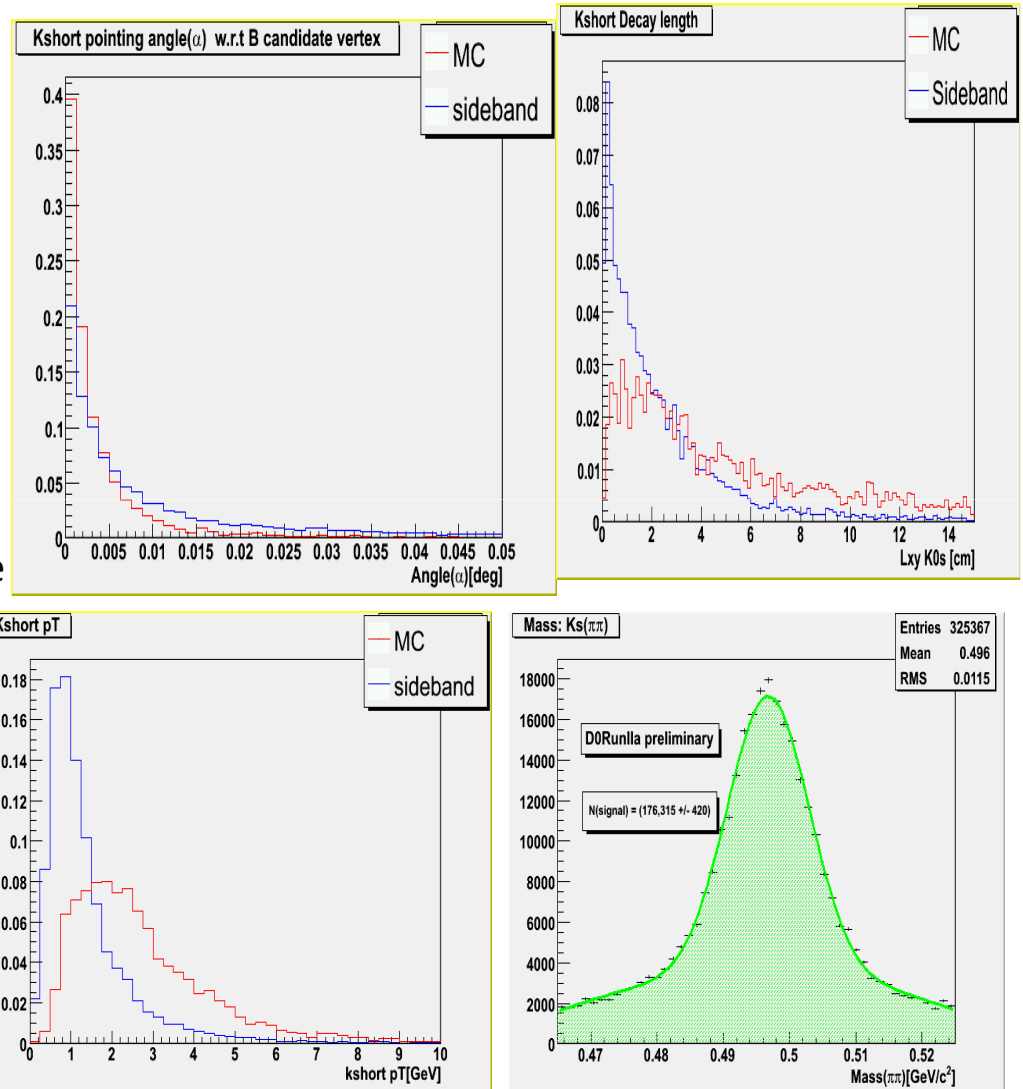 Kshort pointing angle(α) w.r.t B candidate vertex
MC
sideband
0.4
0.35
0.3
0.25
0.2
0.15
0.1
0.05
0
0 0.005 0.01 0.015 0.02 0.025 0.03 0.035 0.04 0.045 0.05
Angle(α)[deg]
Kshort Decay length
MC
Sideband
0.08
0.07
0.06
0.05
0.04
0.03
0.02
0.01
0
0 2 4 6 8 10 12 14
Lxy K0s [cm]
e
Kshort pT
MC
sideband
0.18
0.16
0.14
0.12
0.1
0.08
0.06
0.04
0.02
0
0 1 2 3 4 5 6 7 8 9 10
kshort pT[GeV]
Mass: Ks(ππ)
Entries 325367
Mean 0.496
RMS 0.0115
D0RunIIa preliminary
N(signal) = (176,315 +/- 420)
18000
16000
14000
12000
10000
8000
6000
4000
2000
0
0.47 0.48 0.49 0.5 0.51 0.52
Mass(ππ)[GeV/c²]